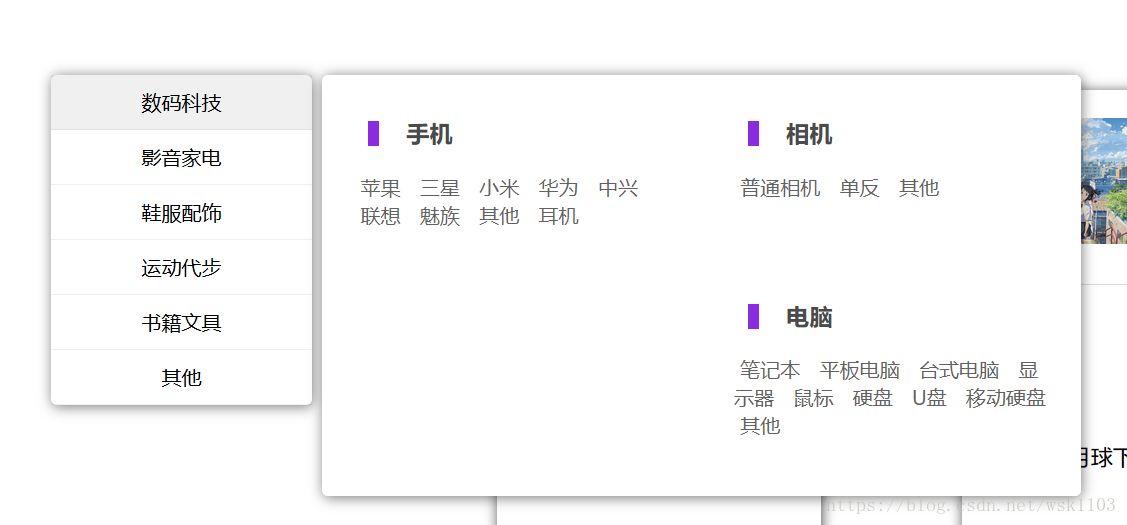 数码科技
影音家电
鞋服配饰
运动代步
书籍文具
其他
手机
苹果 三星 小米 华为 中兴
联想 魅族 其他 耳机
相机
普通相机 单反 其他
电脑
笔记本 平板电脑 台式电脑 显
示器 鼠标 硬盘 U盘 移动硬盘
其他
月球下
https://blog.csdn.net/wsk1103